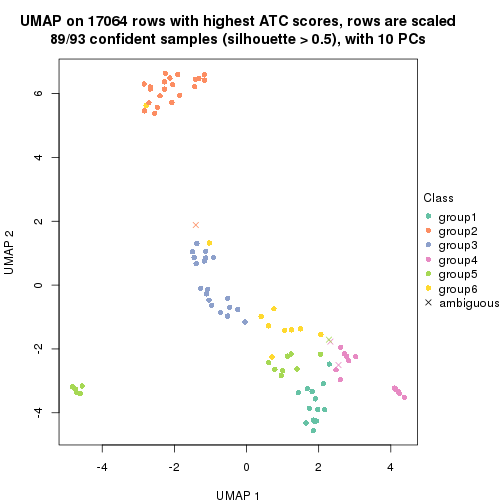 UMAP on 17064 rows with highest ATC scores, rows are scaled
89/93 confident samples (silhouette > 0.5), with 10 PCs
6
4
2
0
-2
-4
UMAP 2
-4
-2
0
2
4
UMAP 1
Class
group1
group2
group3
group4
group5
group6
ambiguous